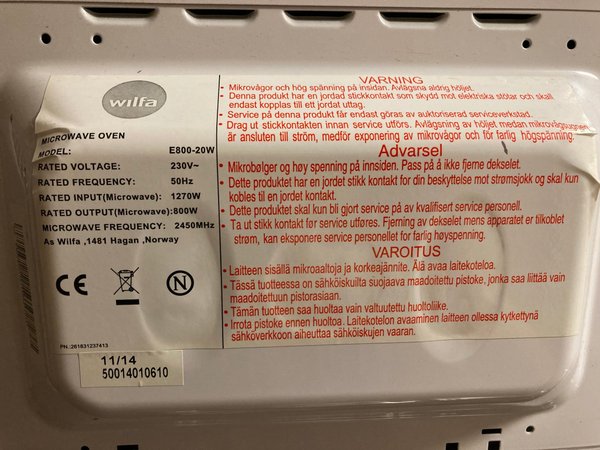 wilfa
MICROWAVE OVEN
MODEL: E800-20W
RATED VOLTAGE: 230V~
RATED FREQUENCY: 50Hz
RATED INPUT(Microwave): 1270W
RATED OUTPUT(Microwave): 800W
MICROWAVE FREQUENCY: 2450MHz
As Wilfa ,1481 Hagan ,Norway
CE
N
PN.:261831237413
11/14
50014010610
VARNING
• Mikrovågor och hög spänning på insidan. Avlägsna aldrig höljet.
• Denna produkt har en jordad stickkontakt som skydd mot elektriska stötar och skall
endast kopplas till ett jordat uttag.
• Service på denna produkt får endast göras av auktoriserad serviceverkstad.
• Drag ut stickkontakten innan service utförs. Avlägsning av höljet medan mikrovågsugnen
är ansluten till ström, medför exponering av mikrovågor och för farlig högspänning.
Advarsel
• Mikrobølger og høy spenning på innsiden. Pass på å ikke fjerne dekselet.
• Dette produktet har en jordet stikk kontakt for din beskyttelse mot strømsjokk og skal kun
kobles til en jordet kontakt.
• Dette produktet skal kun bli gjort service på av kvalifisert service personell.
• Ta ut stikk kontakt før service utføres. Fjerning av dekselet mens apparatet er tilkoblet
strøm, kan eksponere service personellet for farlig høyspenning.
VAROITUS
• Laitteen sisällä mikroaaltoja ja korkeajännite. Älä avaa laitekoteloa.
• Tässä tuotteessa on sähköiskuilta suojaava maadoitettu pistoke, jonka saa liittää vain
maadoitettuun pistorasiaan.
• Tämän tuotteen saa huoltaa vain valtuutettu huoltoliike.
• Irrota pistoke ennen huoltoa. Laitekotelon avaaminen laitteen ollessa kytkettynä
sähköverkkoon aiheuttaa sähköiskujen vaaran.